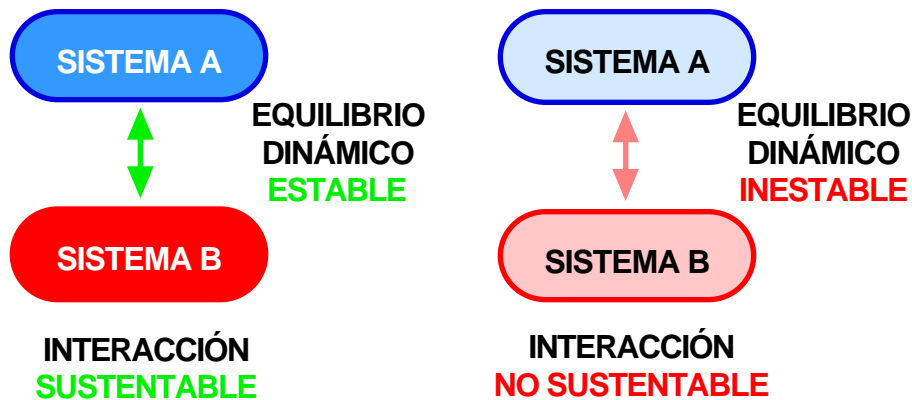 SISTEMA A
EQUILIBRIO
DINÁMICO
ESTABLE
SISTEMA B
INTERACCIÓN
SUSTENTABLE
SISTEMA A
EQUILIBRIO
DINÁMICO
INESTABLE
SISTEMA B
INTERACCIÓN
NO SUSTENTABLE